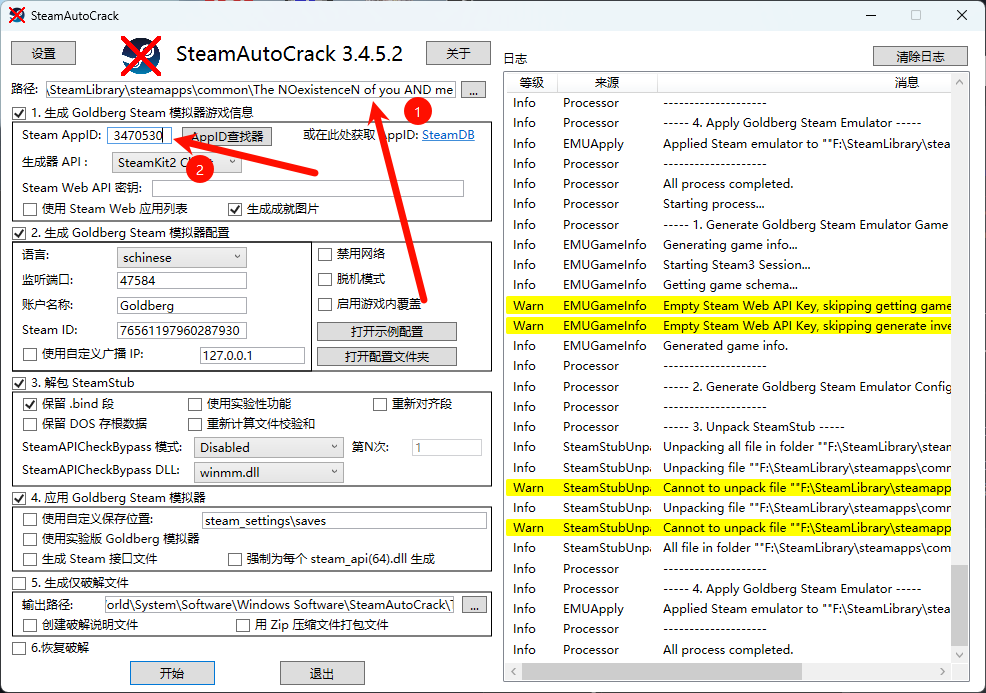 SteamAutoCrack
设置
SteamAutoCrack 3.4.5.2
关于
路径: \SteamLibrary\steamapps\common\The NOexistenceN of you AND me ...
1
1. 生成 Goldberg Steam 模拟器游戏信息
Steam AppID: 3470530 AppID查找器 或在此处获取 AppID: SteamDB
2
生成器 API : SteamKit2
Steam Web API 密钥:
使用 Steam Web 应用列表 生成成就图片
2. 生成 Goldberg Steam 模拟器配置
语言: schinese 禁用网络
监听端口: 47584 脱机模式
账户名称: Goldberg 启用游戏内覆盖
Steam ID: 76561197960287930 打开示例配置
使用自定义广播 IP: 127.0.0.1 打开配置文件夹
3. 解包 SteamStub
保留 .bind 段 使用实验性功能 重新对齐段
保留 DOS 存根数据 重新计算文件校验和
SteamAPICheckBypass 模式: Disabled 第N次: 1
SteamAPICheckBypass DLL: winmm.dll
4. 应用 Goldberg Steam 模拟器
使用自定义保存位置: steam_settings\saves
使用实验版 Goldberg 模拟器
生成 Steam 接口文件 强制为每个 steam_api(64).dll 生成
5. 生成仅破解文件
输出路径: orld\System\Software\Windows Software\SteamAutoCrack\T ...
创建破解说明文件 用 Zip 压缩文件打包文件
6.恢复破解
开始 退出
日志 清除日志
等级 来源 消息
Info Processor --------------------
Info Processor ----- 4. Apply Goldberg Steam Emulator -----
Info EMUApply Applied Steam emulator to ""F:\SteamLibrary\stea
Info Processor --------------------
Info Processor All process completed.
Info Processor Starting process...
Info Processor ----- 1. Generate Goldberg Steam Emulator Game
Info EMUGameInfo Generating game info...
Info EMUGameInfo Starting Steam3 Session...
Info EMUGameInfo Getting game schema...
Warn EMUGameInfo Empty Steam Web API Key, skipping getting game
Warn EMUGameInfo Empty Steam Web API Key, skipping generate inve
Info EMUGameInfo Generated game info.
Info Processor --------------------
Info Processor ----- 2. Generate Goldberg Steam Emulator Config
Info Processor --------------------
Info Processor ----- 3. Unpack SteamStub -----
Info SteamStubUnpa Unpacking all file in folder ""F:\SteamLibrary\stea
Info SteamStubUnpa Unpacking file ""F:\SteamLibrary\steamapps\comn
Warn SteamStubUnpa Cannot to unpack file ""F:\SteamLibrary\steamapp
Info SteamStubUnpa Unpacking file ""F:\SteamLibrary\steamapps\comn
Warn SteamStubUnpa Cannot to unpack file ""F:\SteamLibrary\steamapp
Info SteamStubUnpa All file in folder ""F:\SteamLibrary\steamapps\com
Info Processor --------------------
Info Processor ----- 4. Apply Goldberg Steam Emulator -----
Info EMUApply Applied Steam emulator to ""F:\SteamLibrary\stea
Info Processor --------------------
Info Processor All process completed.